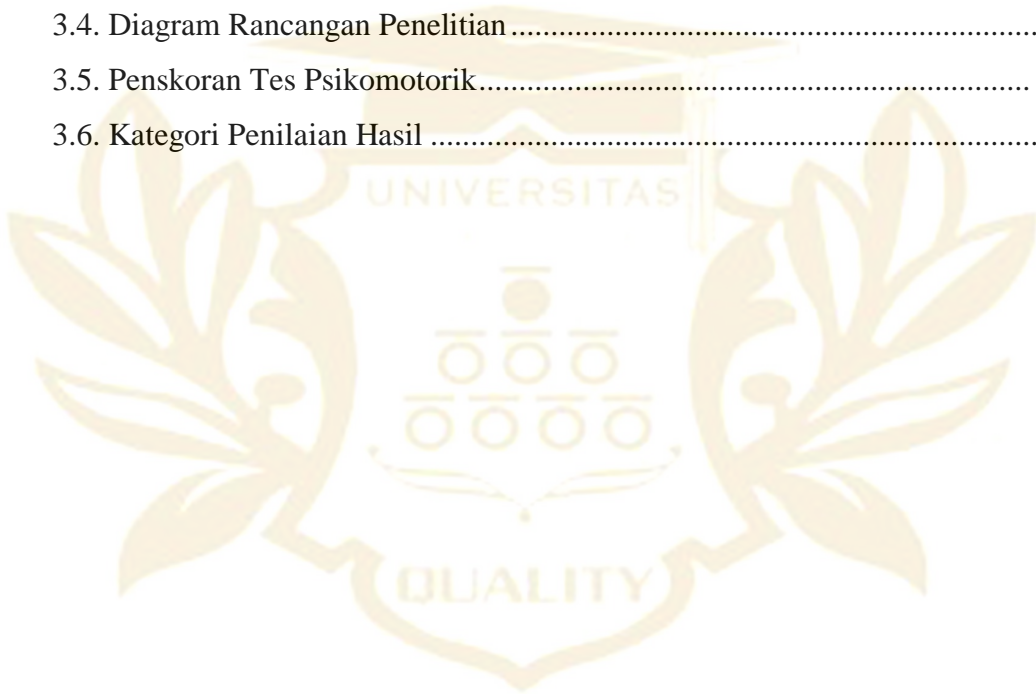 3.4. Diagram Rancangan Penelitian ..................................................................
3.5. Penskoran Tes Psikomotorik.....................................................................
3.6. Kategori Penilaian Hasil ...........................................................................
UNIVERSITAS
QUALITY